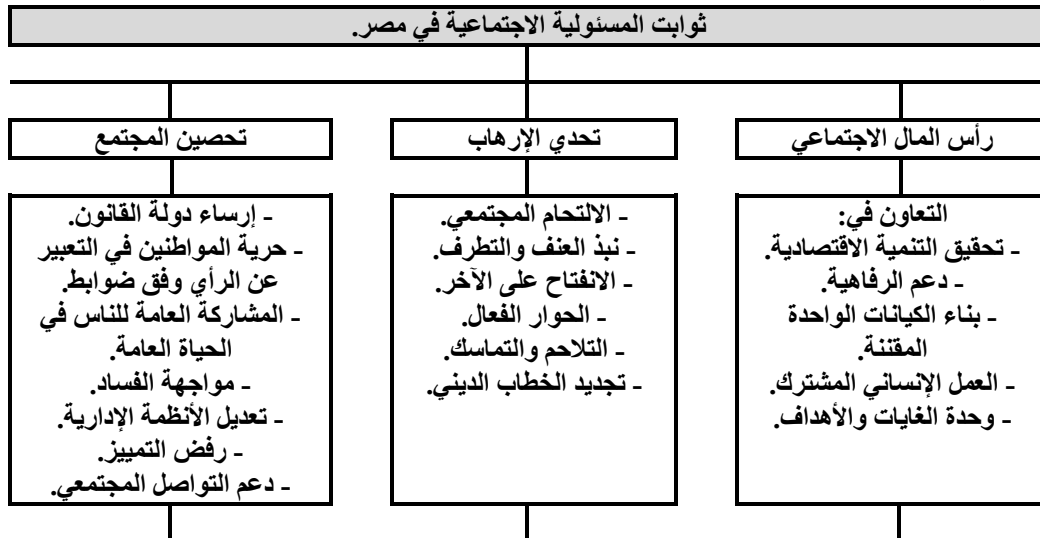 ثوابت المسئولية الاجتماعية في مصر.
رأس المال الاجتماعي
التعاون في:
- تحقيق التنمية الاقتصادية.
- دعم الرفاهية.
- بناء الكيانات الواحدة
المقننة.
- العمل الإنساني المشترك.
- وحدة الغايات والأهداف.
تحدي الإرهاب
- الالتحام المجتمعي.
- نبذ العنف والتطرف.
- الانفتاح على الآخر.
- الحوار الفعال.
- التلاحم والتماسك.
- تجديد الخطاب الديني.
تحصين المجتمع
- إرساء دولة القانون.
- حرية المواطنين في التعبير
عن الرأي وفق ضوابط.
- المشاركة العامة للناس في
الحياة العامة.
- مواجهة الفساد.
- تعديل الأنظمة الإدارية.
- رفض التمييز.
- دعم التواصل المجتمعي.